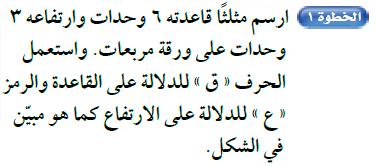 الخطوة ١ ارسم مثلثًا قاعدته ٦ وحدات وارتفاعه ٣
وحدات على ورقة مربعات. واستعمل
الحرف « ق » للدلالة على القاعدة والرمز
« ع » للدلالة على الارتفاع كما هو مبيّن
في الشكل.